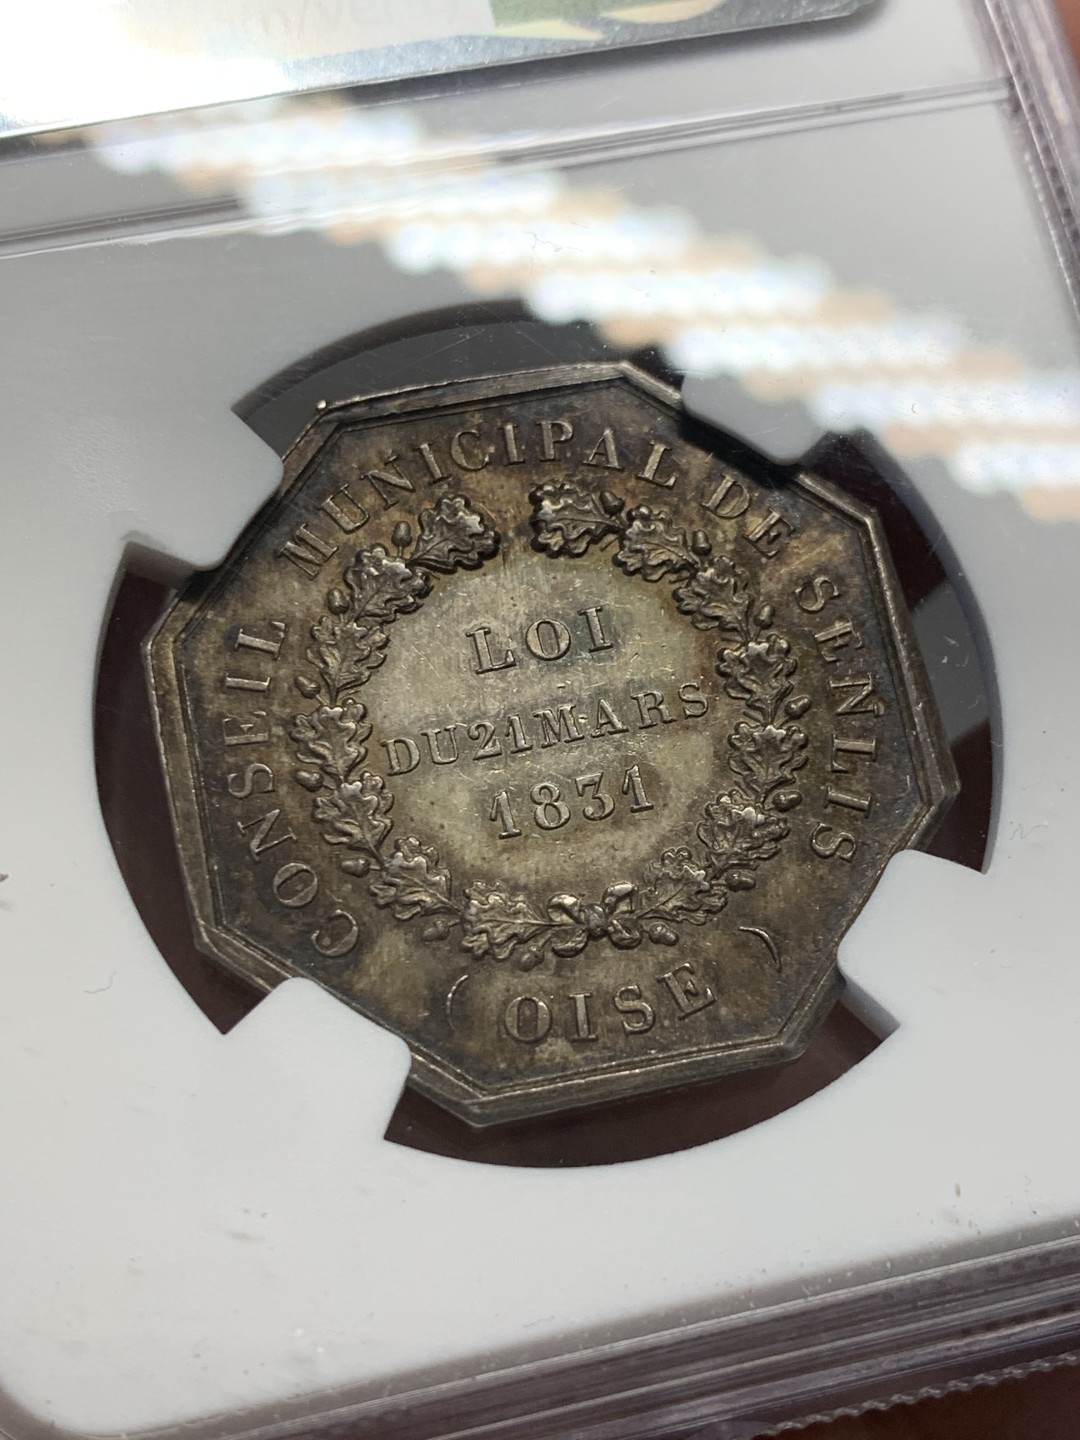 CONSEIL MUNICIPAL DE SENLIS
LOI
DU 21 MARS
1831
( OISE )